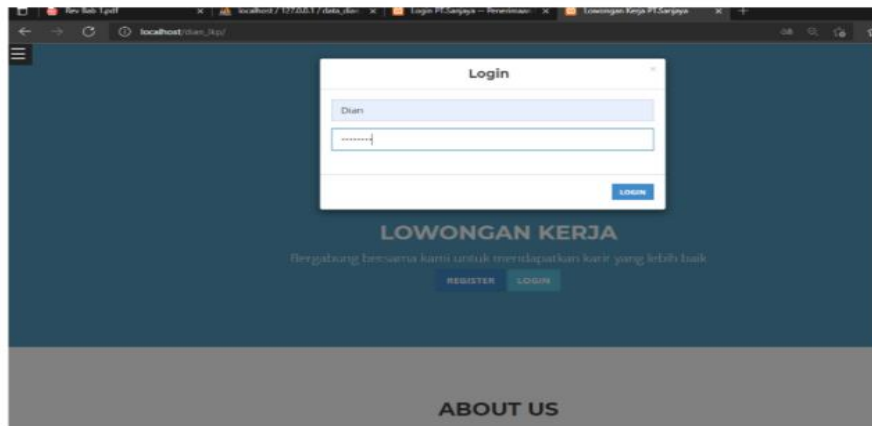 Rev Bab 1.pdf
localhost / 127.0.0.1 / data_dian
Login PT.Sanjaya — Penerimaan
Lowongan Kerja PT.Sanjaya
localhost/dian_lkp/
Login
Dian
LOGIN
LOWONGAN KERJA
Bergabung bersama kami untuk mendapatkan karir yang lebih baik
REGISTER LOGIN
ABOUT US